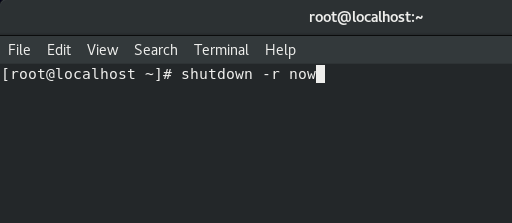 root@localhost:~
File Edit View Search Terminal Help
[root@localhost ~]# shutdown -r now